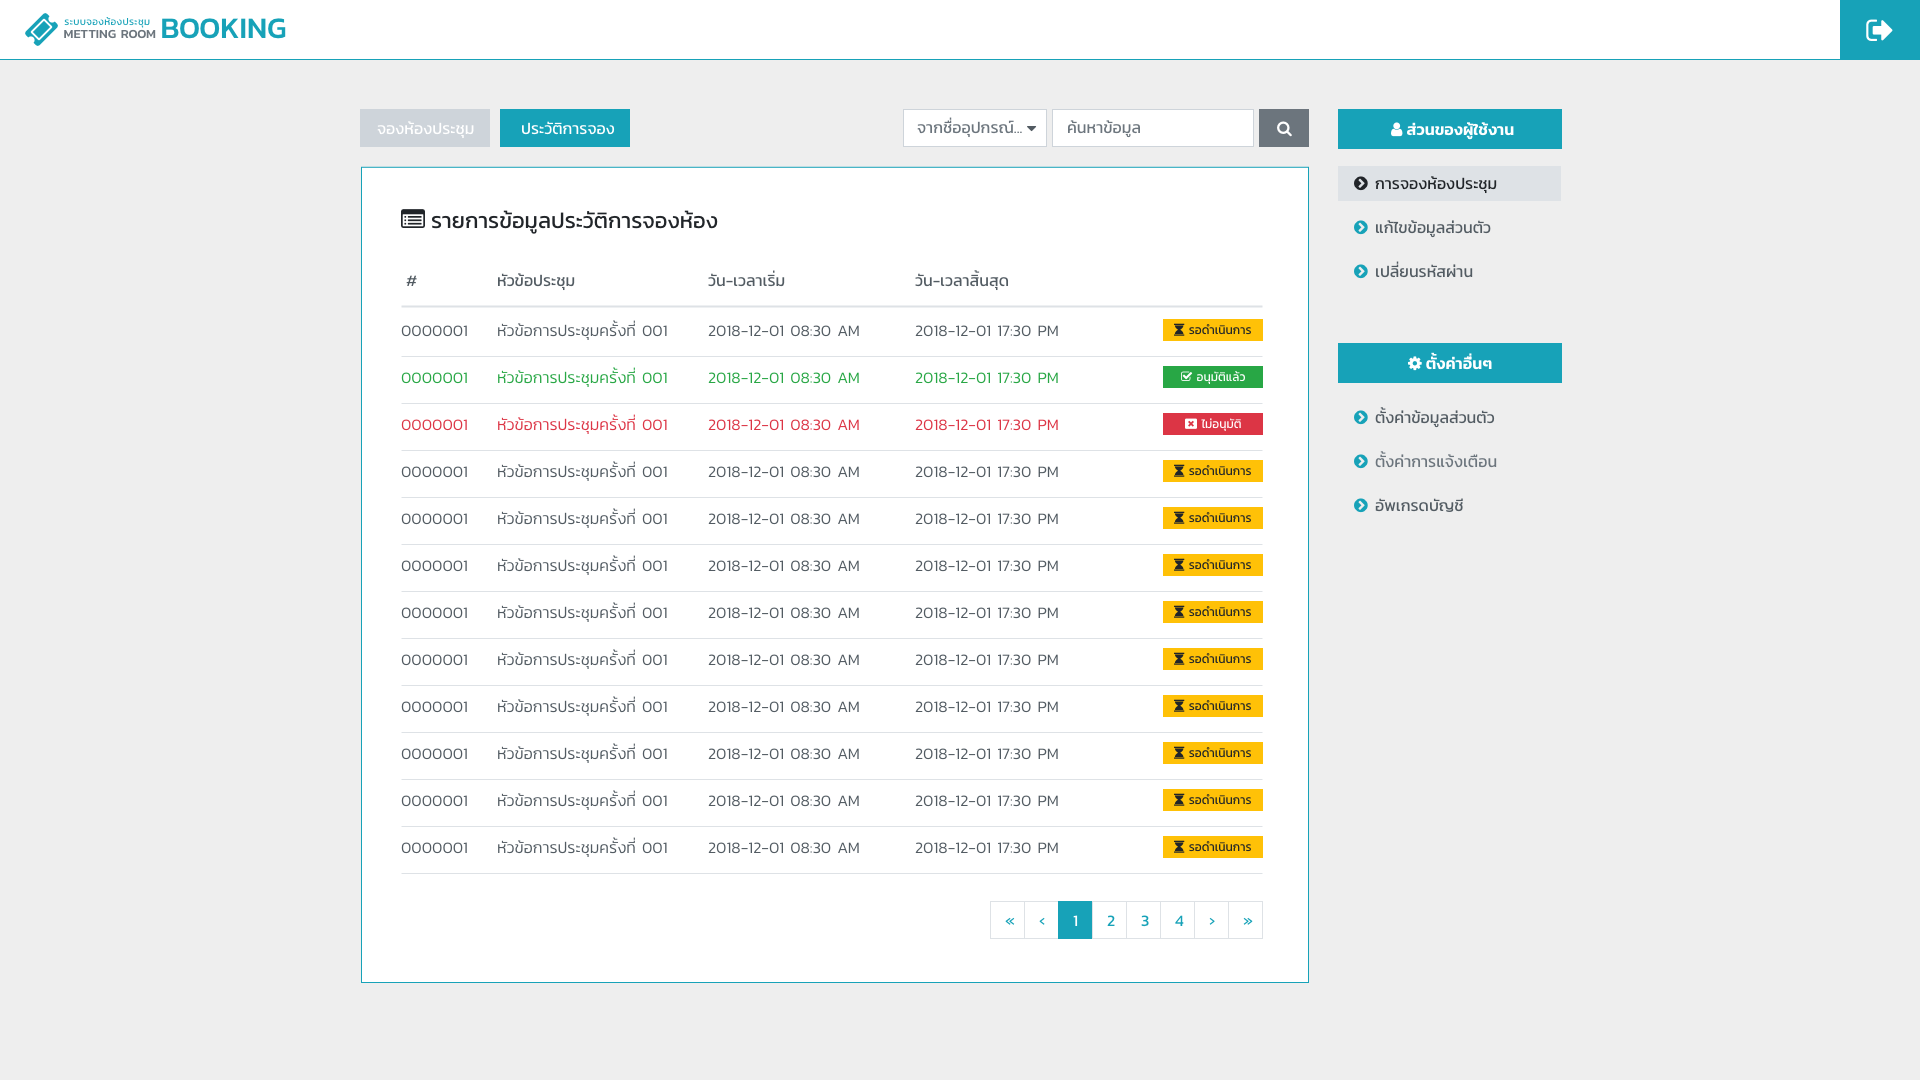 ระบบจองห้องประชุม
METTING ROOM BOOKING
จองห้องประชุม ประวัติการจอง จากชื่ออุปกรณ์... ค้นหาข้อมูล
รายการข้อมูลประวัติการจองห้อง
# หัวข้อประชุม วัน-เวลาเริ่ม วัน-เวลาสิ้นสุด
0000001 หัวข้อการประชุมครั้งที่ 001 2018-12-01 08:30 AM 2018-12-01 17:30 PM รอดำเนินการ
0000001 หัวข้อการประชุมครั้งที่ 001 2018-12-01 08:30 AM 2018-12-01 17:30 PM อนุมัติแล้ว
0000001 หัวข้อการประชุมครั้งที่ 001 2018-12-01 08:30 AM 2018-12-01 17:30 PM ไม่อนุมัติ
0000001 หัวข้อการประชุมครั้งที่ 001 2018-12-01 08:30 AM 2018-12-01 17:30 PM รอดำเนินการ
0000001 หัวข้อการประชุมครั้งที่ 001 2018-12-01 08:30 AM 2018-12-01 17:30 PM รอดำเนินการ
0000001 หัวข้อการประชุมครั้งที่ 001 2018-12-01 08:30 AM 2018-12-01 17:30 PM รอดำเนินการ
0000001 หัวข้อการประชุมครั้งที่ 001 2018-12-01 08:30 AM 2018-12-01 17:30 PM รอดำเนินการ
0000001 หัวข้อการประชุมครั้งที่ 001 2018-12-01 08:30 AM 2018-12-01 17:30 PM รอดำเนินการ
0000001 หัวข้อการประชุมครั้งที่ 001 2018-12-01 08:30 AM 2018-12-01 17:30 PM รอดำเนินการ
0000001 หัวข้อการประชุมครั้งที่ 001 2018-12-01 08:30 AM 2018-12-01 17:30 PM รอดำเนินการ
0000001 หัวข้อการประชุมครั้งที่ 001 2018-12-01 08:30 AM 2018-12-01 17:30 PM รอดำเนินการ
0000001 หัวข้อการประชุมครั้งที่ 001 2018-12-01 08:30 AM 2018-12-01 17:30 PM รอดำเนินการ
« ‹ 1 2 3 4 › »
ส่วนของผู้ใช้งาน
การจองห้องประชุม
แก้ไขข้อมูลส่วนตัว
เปลี่ยนรหัสผ่าน
ตั้งค่าอื่นๆ
ตั้งค่าข้อมูลส่วนตัว
ตั้งค่าการแจ้งเตือน
อัพเกรดบัญชี